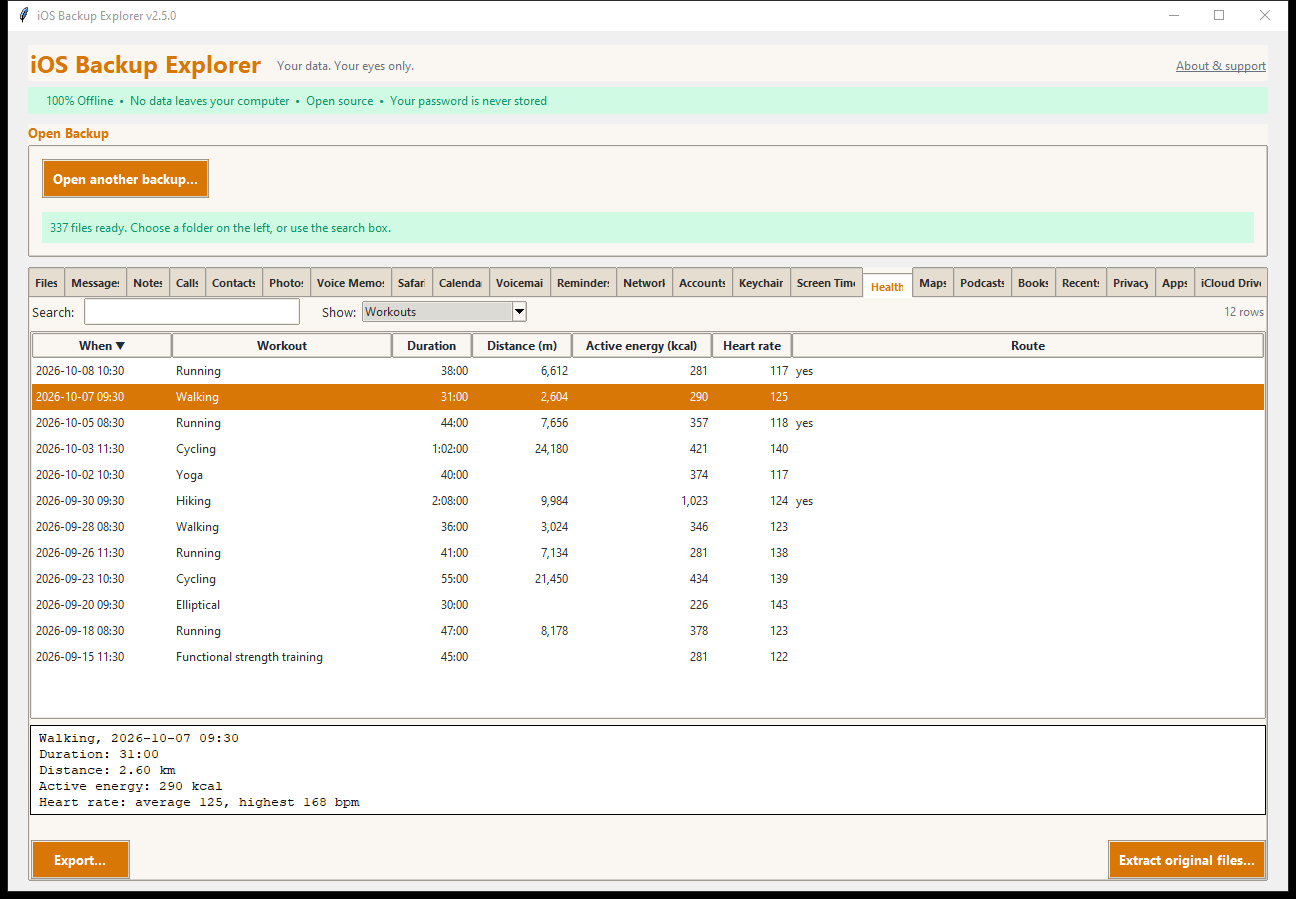 iOS Backup Explorer v2.5.0
iOS Backup Explorer Your data. Your eyes only. About & support
100% Offline • No data leaves your computer • Open source • Your password is never stored
Open Backup
Open another backup...
337 files ready. Choose a folder on the left, or use the search box.
Files Messages Notes Calls Contacts Photos Voice Memos Safari Calenda Voicemai Reminders Network Accounts Keychain Screen Time Health Maps Podcasts Books Recents Privacy Apps iCloud Drive
Search: Show: Workouts 12 rows
When ▼ Workout Duration Distance (m) Active energy (kcal) Heart rate Route
2026-10-08 10:30 Running 38:00 6,612 281 117 yes
2026-10-07 09:30 Walking 31:00 2,604 290 125
2026-10-05 08:30 Running 44:00 7,656 357 118 yes
2026-10-03 11:30 Cycling 1:02:00 24,180 421 140
2026-10-02 10:30 Yoga 40:00 374 117
2026-09-30 09:30 Hiking 2:08:00 9,984 1,023 124 yes
2026-09-28 08:30 Walking 36:00 3,024 346 123
2026-09-26 11:30 Running 41:00 7,134 281 138
2026-09-23 10:30 Cycling 55:00 21,450 434 139
2026-09-20 09:30 Elliptical 30:00 226 143
2026-09-18 08:30 Running 47:00 8,178 378 123
2026-09-15 11:30 Functional strength training 45:00 281 122
Walking, 2026-10-07 09:30
Duration: 31:00
Distance: 2.60 km
Active energy: 290 kcal
Heart rate: average 125, highest 168 bpm
Export... Extract original files...